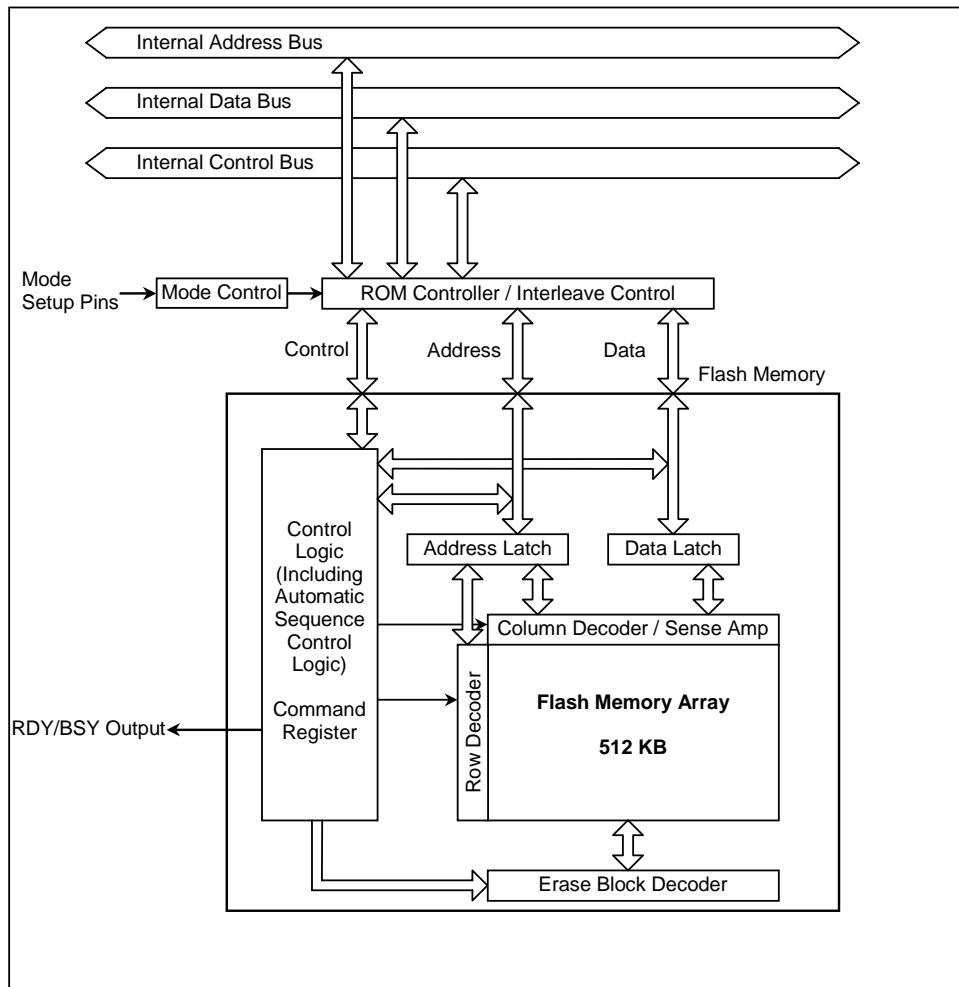 Internal Address Bus
Internal Data Bus
Internal Control Bus
Mode
Setup Pins
Mode Control
ROM Controller / Interleave Control
Control
Address
Data
Flash Memory
Control
Logic
(Including
Automatic
Sequence
Control
Logic)
Command
Register
Address Latch
Data Latch
Column Decoder / Sense Amp
Row Decoder
Flash Memory Array
512 KB
RDY/BSY Output
Erase Block Decoder